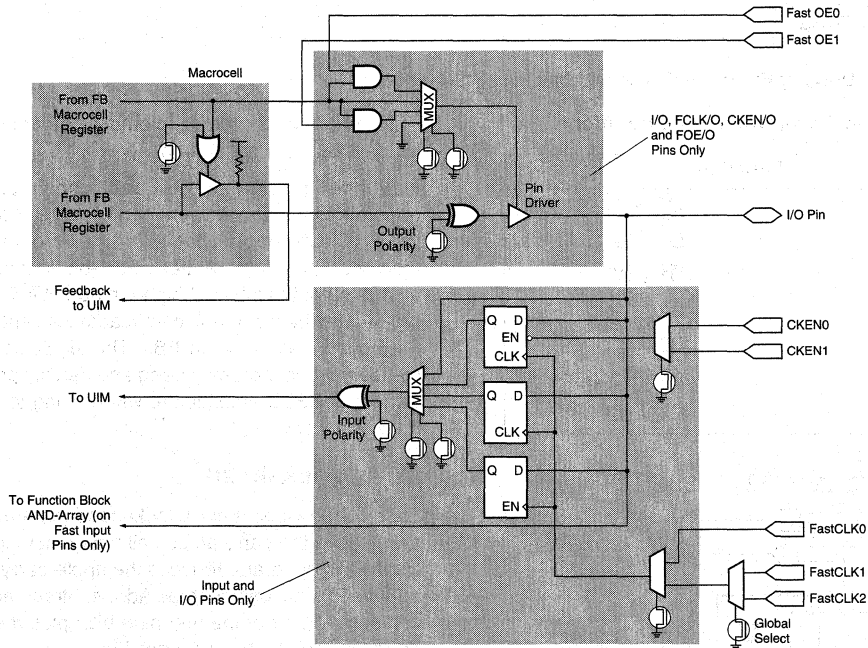 Fast OE0
Fast OE1
Macrocell
From FB
Macrocell
Register
MUX
I/O, FCLK/O, CKEN/O
and FOE/O
Pins Only
From FB
Macrocell
Register
Pin
Driver
Output
Polarity
I/O Pin
Feedback
to UIM
Q D
EN
CLK
CKEN0
CKEN1
MUX
To UIM
Input
Polarity
Q D
CLK
Q D
EN
To Function Block
AND-Array (on
Fast Input
Pins Only)
FastCLK0
Input and
I/O Pins Only
FastCLK1
FastCLK2
Global
Select